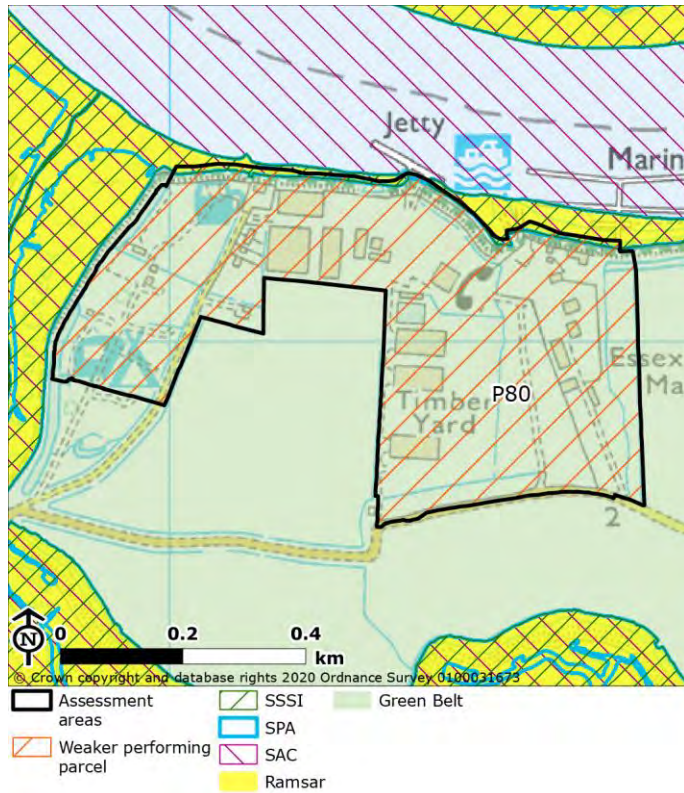 Jetty
Marin
Essex
Ma
P80
Timber
Yard
2
N
0 0.2 0.4
km
© Crown copyright and database rights 2020 Ordnance Survey 0100031673
Assessment
areas
Weaker performing
parcel
SSSI
SPA
SAC
Ramsar
Green Belt